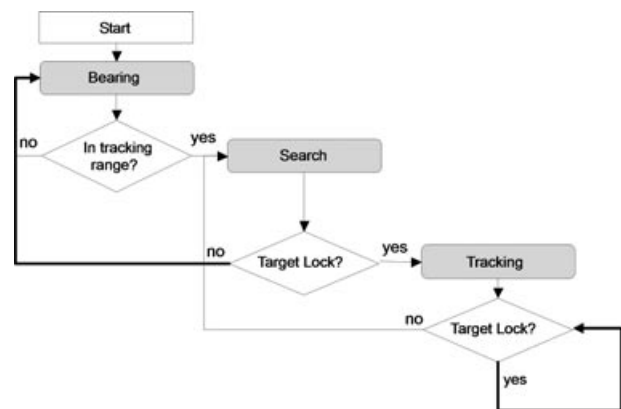 Start
Bearing
no
In tracking
range?
yes
Search
no
Target Lock?
yes
Tracking
no
Target Lock?
yes